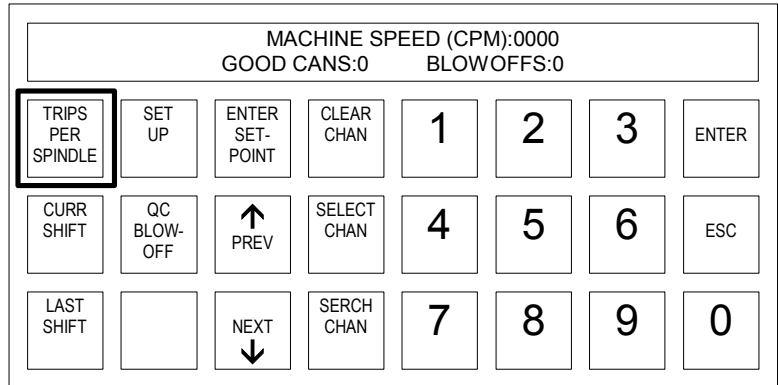 MACHINE SPEED (CPM):0000
GOOD CANS:0 BLOWOFFS:0
TRIPS
PER
SPINDLE
SET
UP
ENTER
SET-
POINT
CLEAR
CHAN
1
2
3
ENTER
CURR
SHIFT
QC
BLOW-
OFF
↑
PREV
SELECT
CHAN
4
5
6
ESC
LAST
SHIFT
NEXT
↓
SERCH
CHAN
7
8
9
0